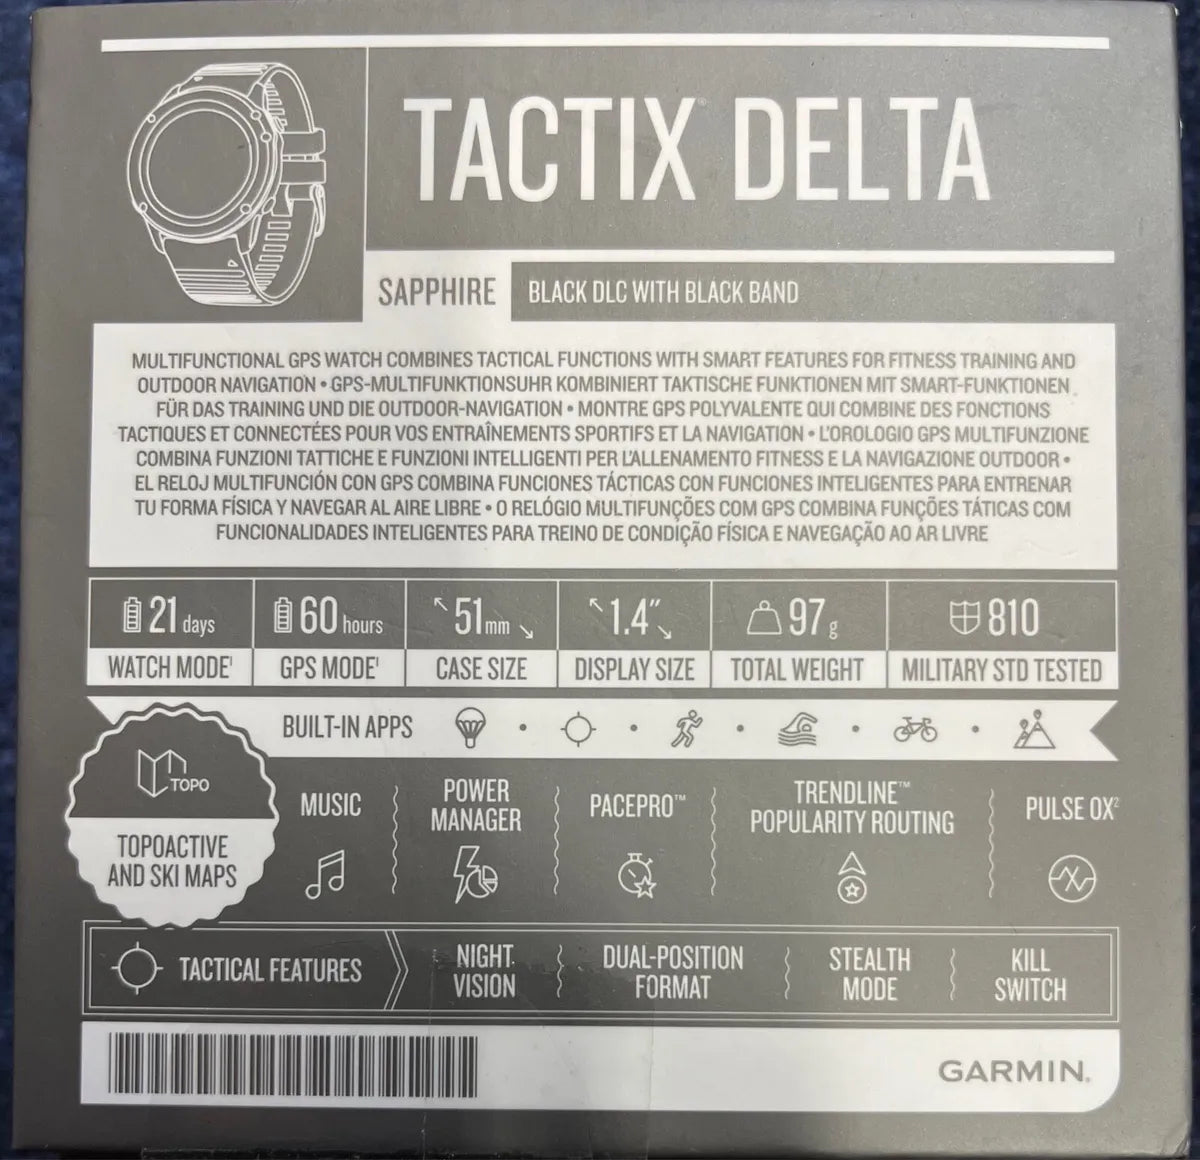 TACTIX® DELTA
SAPPHIRE BLACK DLC WITH BLACK BAND
MULTIFUNCTIONAL GPS WATCH COMBINES TACTICAL FUNCTIONS WITH SMART FEATURES FOR FITNESS TRAINING AND
OUTDOOR NAVIGATION • GPS-MULTIFUNKTIONSUHR KOMBINIERT TAKTISCHE FUNKTIONEN MIT SMART-FUNKTIONEN
FÜR DAS TRAINING UND DIE OUTDOOR-NAVIGATION • MONTRE GPS POLYVALENTE QUI COMBINE DES FONCTIONS
TACTIQUES ET CONNECTÉES POUR VOS ENTRAÎNEMENTS SPORTIFS ET LA NAVIGATION • L'OROLOGIO GPS MULTIFUNZIONE
COMBINA FUNZIONI TATTICHE E FUNZIONI INTELLIGENTI PER L'ALLENAMENTO FITNESS E LA NAVIGAZIONE OUTDOOR •
EL RELOJ MULTIFUNCIÓN CON GPS COMBINA FUNCIONES TÁCTICAS CON FUNCIONES INTELIGENTES PARA ENTRENAR
TU FORMA FÍSICA Y NAVEGAR AL AIRE LIBRE • O RELÓGIO MULTIFUNÇÕES COM GPS COMBINA FUNÇÕES TÁTICAS COM
FUNCIONALIDADES INTELIGENTES PARA TREINO DE CONDIÇÃO FÍSICA E NAVEGAÇÃO AO AR LIVRE
21 days 60 hours 51 mm 1.4" 97 g 810
WATCH MODE¹ GPS MODE¹ CASE SIZE DISPLAY SIZE TOTAL WEIGHT MILITARY STD TESTED
BUILT-IN APPS
TOPO
TOPOACTIVE
AND SKI MAPS
MUSIC
POWER
MANAGER
PACEPRO™
TRENDLINE™
POPULARITY ROUTING
PULSE OX²
TACTICAL FEATURES
NIGHT
VISION
DUAL-POSITION
FORMAT
STEALTH
MODE
KILL
SWITCH
GARMIN®